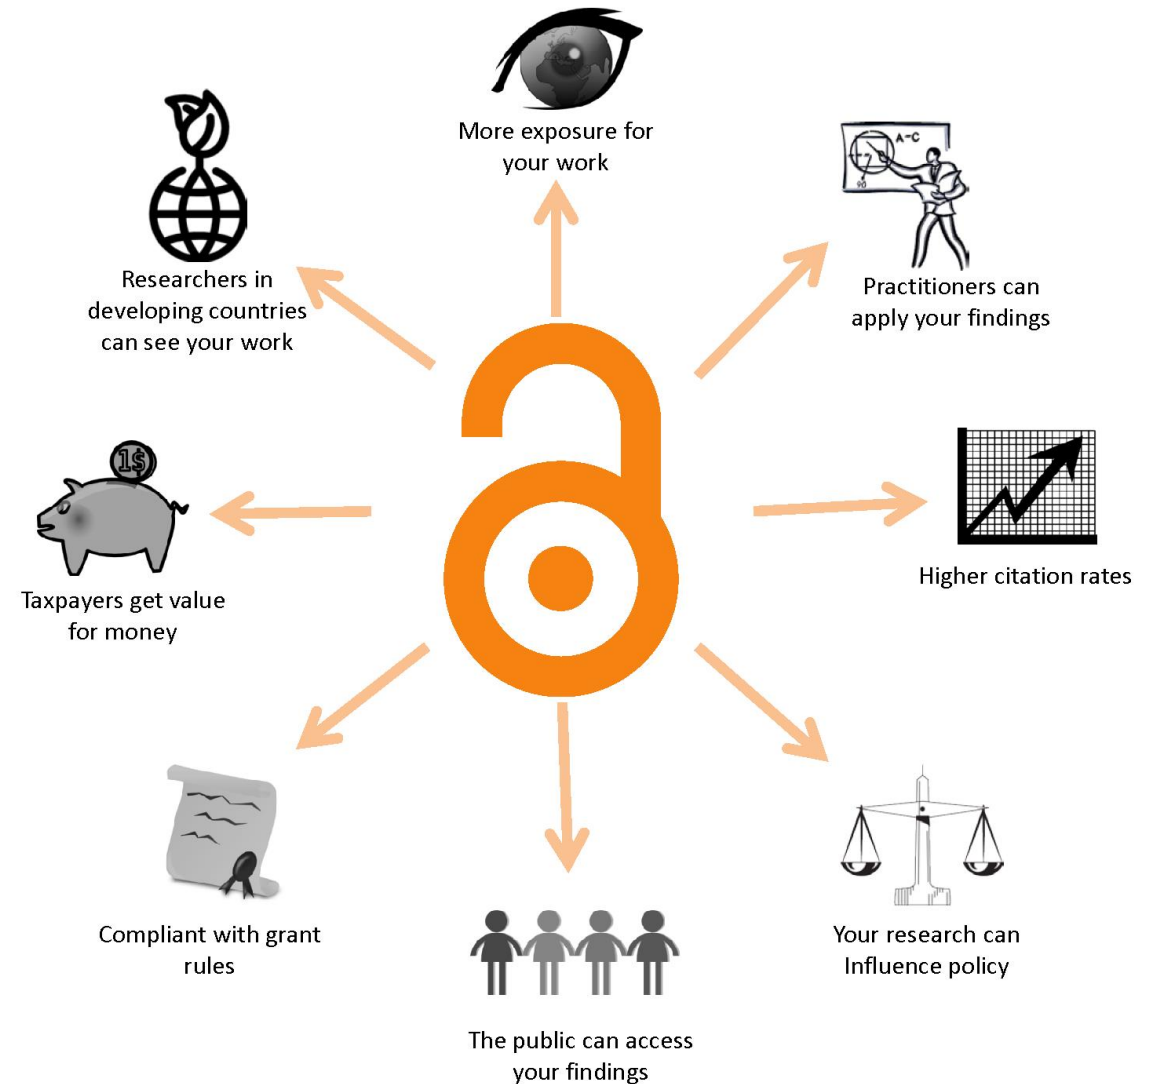 More exposure for
your work
A-C
90
Practitioners can
apply your findings
Researchers in
developing countries
can see your work
1$
Higher citation rates
Taxpayers get value
for money
Compliant with grant
rules
Your research can
Influence policy
The public can access
your findings